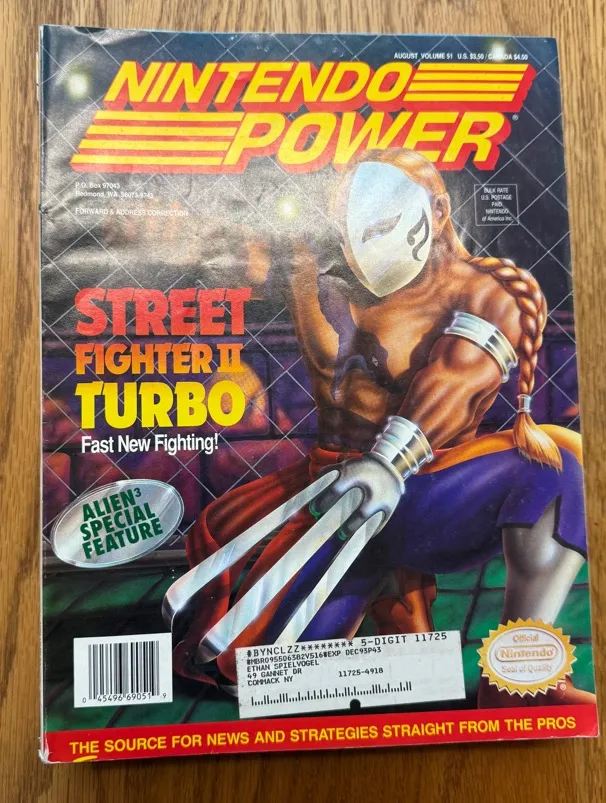 AUGUST VOLUME 51 U.S. $3.50 / CANADA $4.50
NINTENDO
POWER®
P.O. Box 97043
Redmond, WA 98073-9743
FORWARD & ADDRESS CORRECTION
BULK RATE
U.S. POSTAGE
PAID
NINTENDO
of America Inc.
STREET
FIGHTER II
TURBO
Fast New Fighting!
ALIEN³
SPECIAL
FEATURE
#BYNCLZZ******** 5-DIGIT 11725
#MBR095506382V516#EXP DEC93P43
ETHAN SPIELVOGEL
49 GANNET DR 11725-4918
COMMACK NY
0 45496 69051 9
Official
Nintendo®
Seal of Quality
®
THE SOURCE FOR NEWS AND STRATEGIES STRAIGHT FROM THE PROS